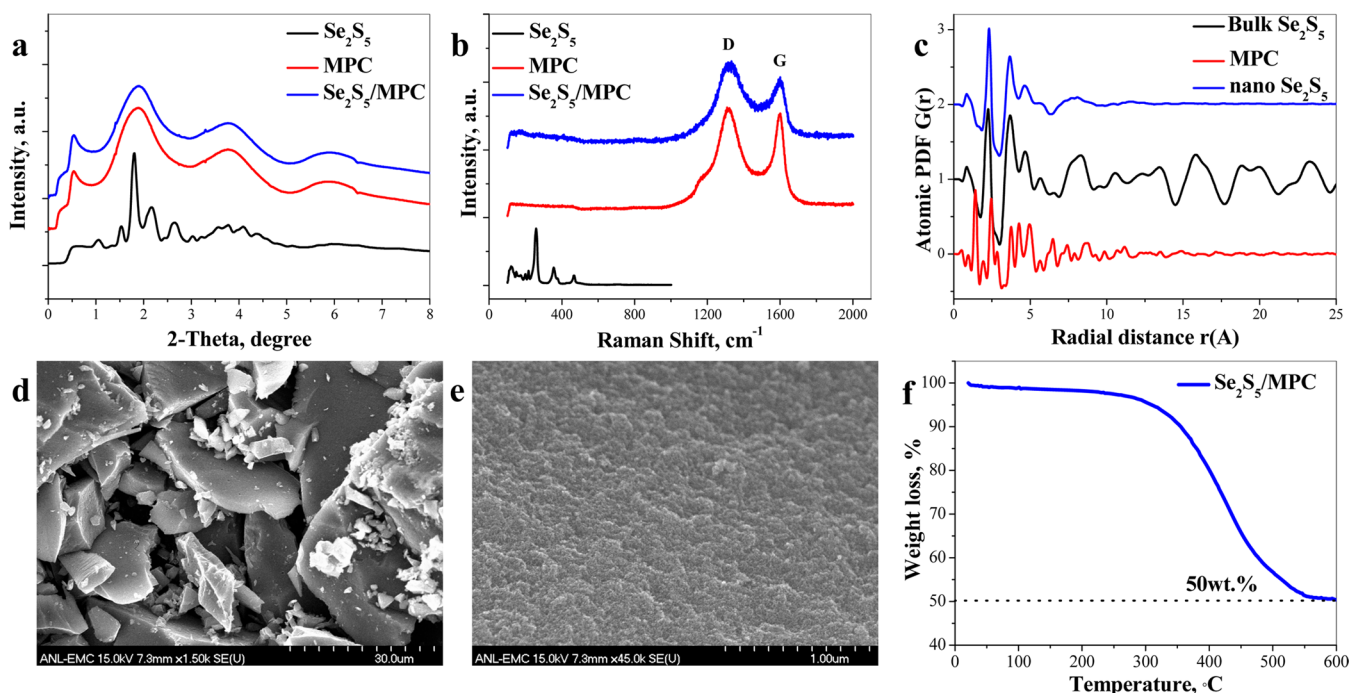 a
Se₂S₅
MPC
Se₂S₅/MPC
Intensity, a.u.
0 1 2 3 4 5 6 7 8
2-Theta, degree
b
Se₂S₅
MPC
Se₂S₅/MPC
D
G
Intensity, a.u.
0 400 800 1200 1600 2000
Raman Shift, cm⁻¹
c
Bulk Se₂S₅
MPC
nano Se₂S₅
Atomic PDF G(r)
3
2
1
0
0 5 10 15 20 25
Radial distance r(A)
d
ANL-EMC 15.0kV 7.3mm x1.50k SE(U)
30.0um
e
ANL-EMC 15.0kV 7.3mm x45.0k SE(U)
1.00um
f
Se₂S₅/MPC
Weight loss, %
100
90
80
70
60
50
40
50wt.%
0 100 200 300 400 500 600
Temperature, ◦C